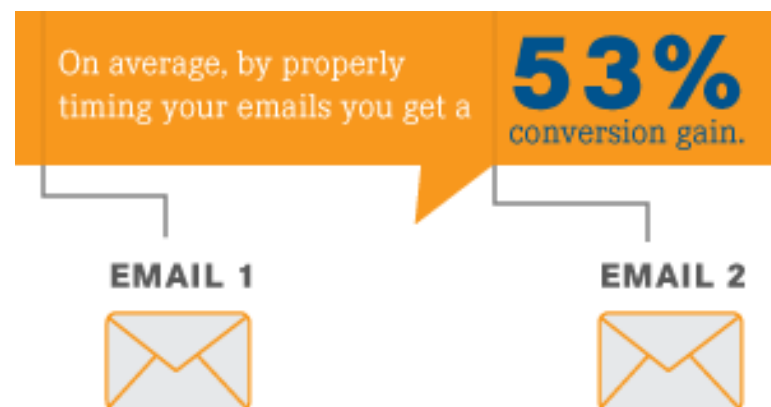 On average, by properly
timing your emails you get a
53%
conversion gain.
EMAIL 1
EMAIL 2